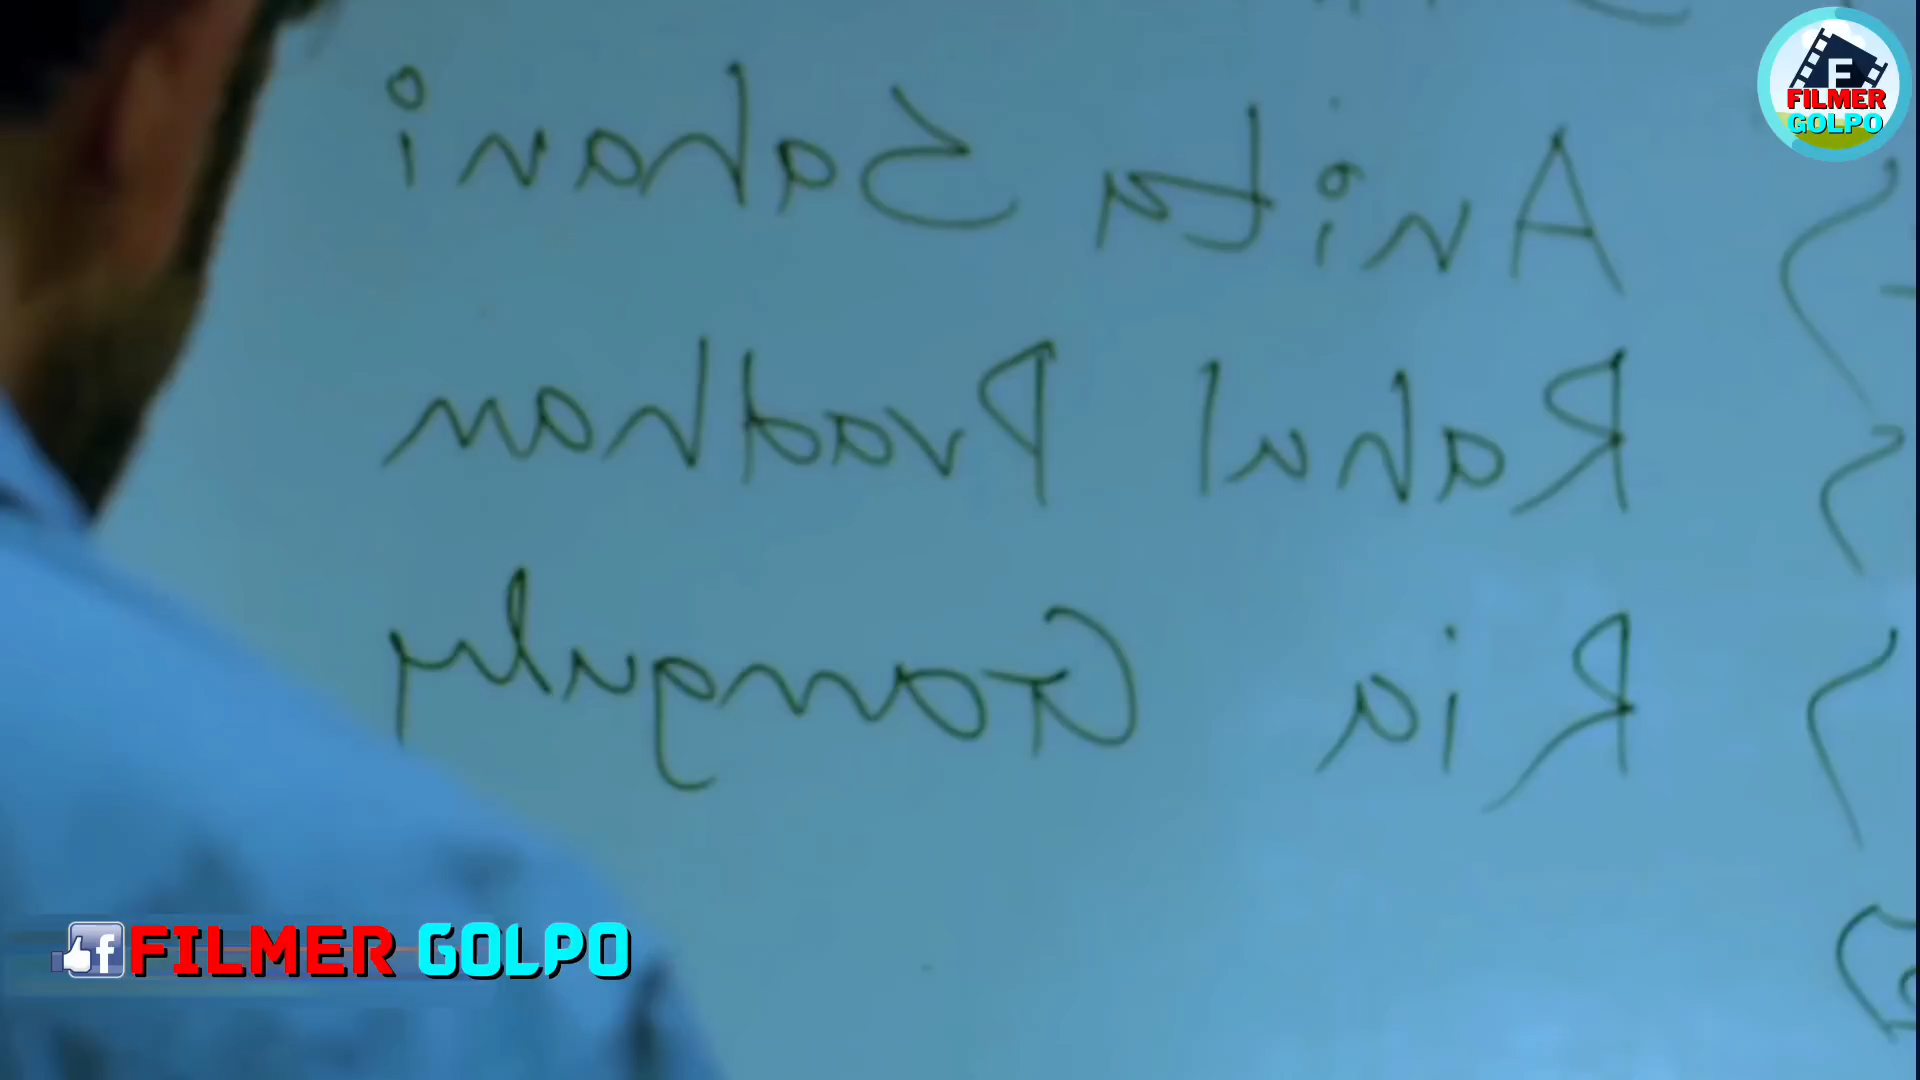 FILMER
GOLPO
Anita Sahani
Rahul Pradhan
Ria Ganguly
FILMER GOLPO